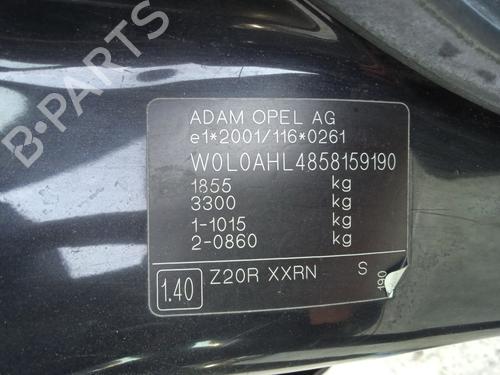 B-PARTS
ADAM OPEL AG
e1*2001/116*0261
W0L0AHL4858159190
1855 kg
3300 kg
1-1015 kg
2-0860 kg
1.40 Z20R XXRN S
190